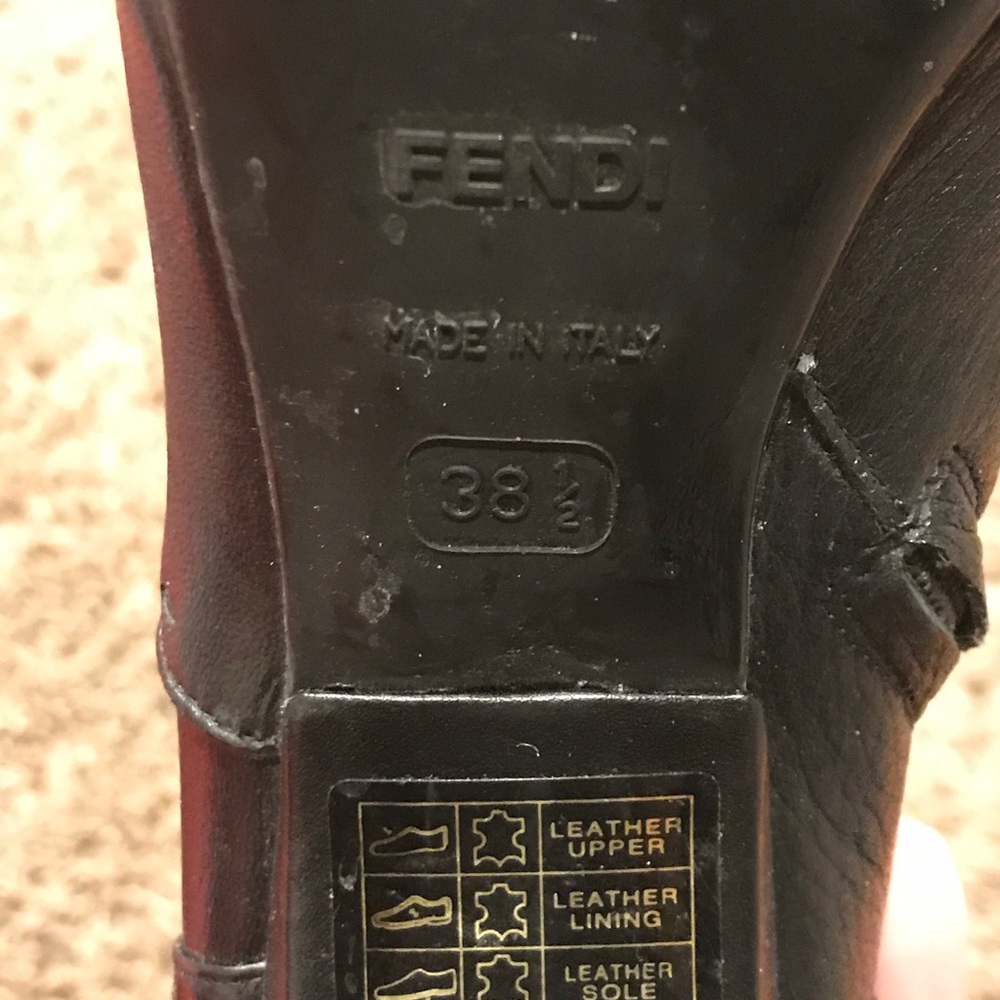 FENDI
MADE IN ITALY
38 1/2
LEATHER
UPPER
LEATHER
LINING
LEATHER
SOLE